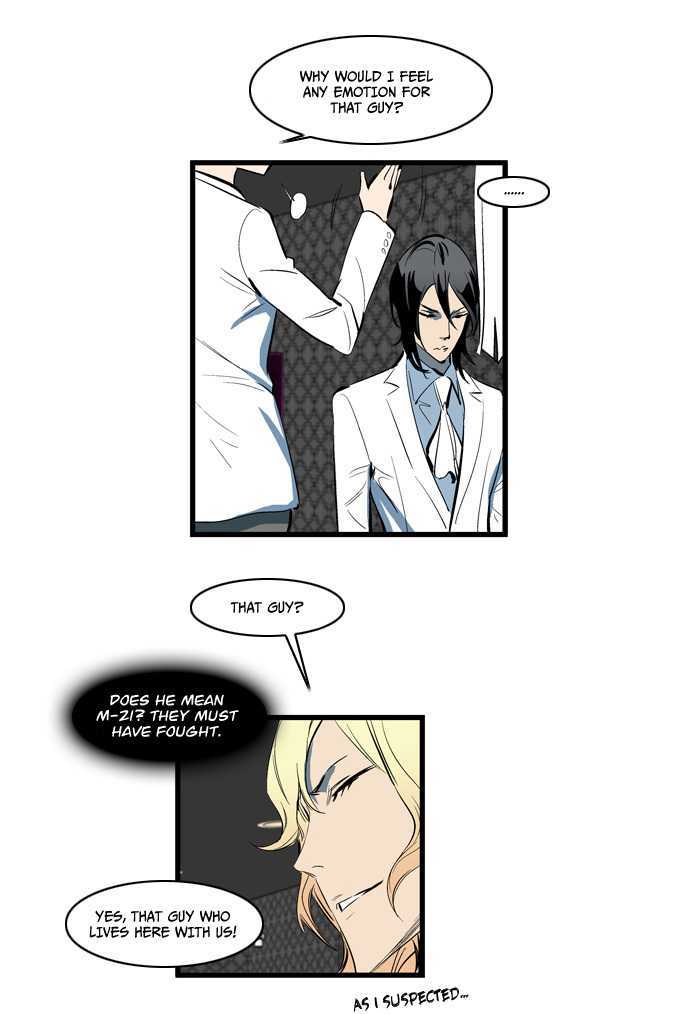 WHY WOULD I FEEL
ANY EMOTION FOR
THAT GUY?
......
THAT GUY?
DOES HE MEAN
M-21? THEY MUST
HAVE FOUGHT.
YES, THAT GUY WHO
LIVES HERE WITH US!
AS I SUSPECTED...